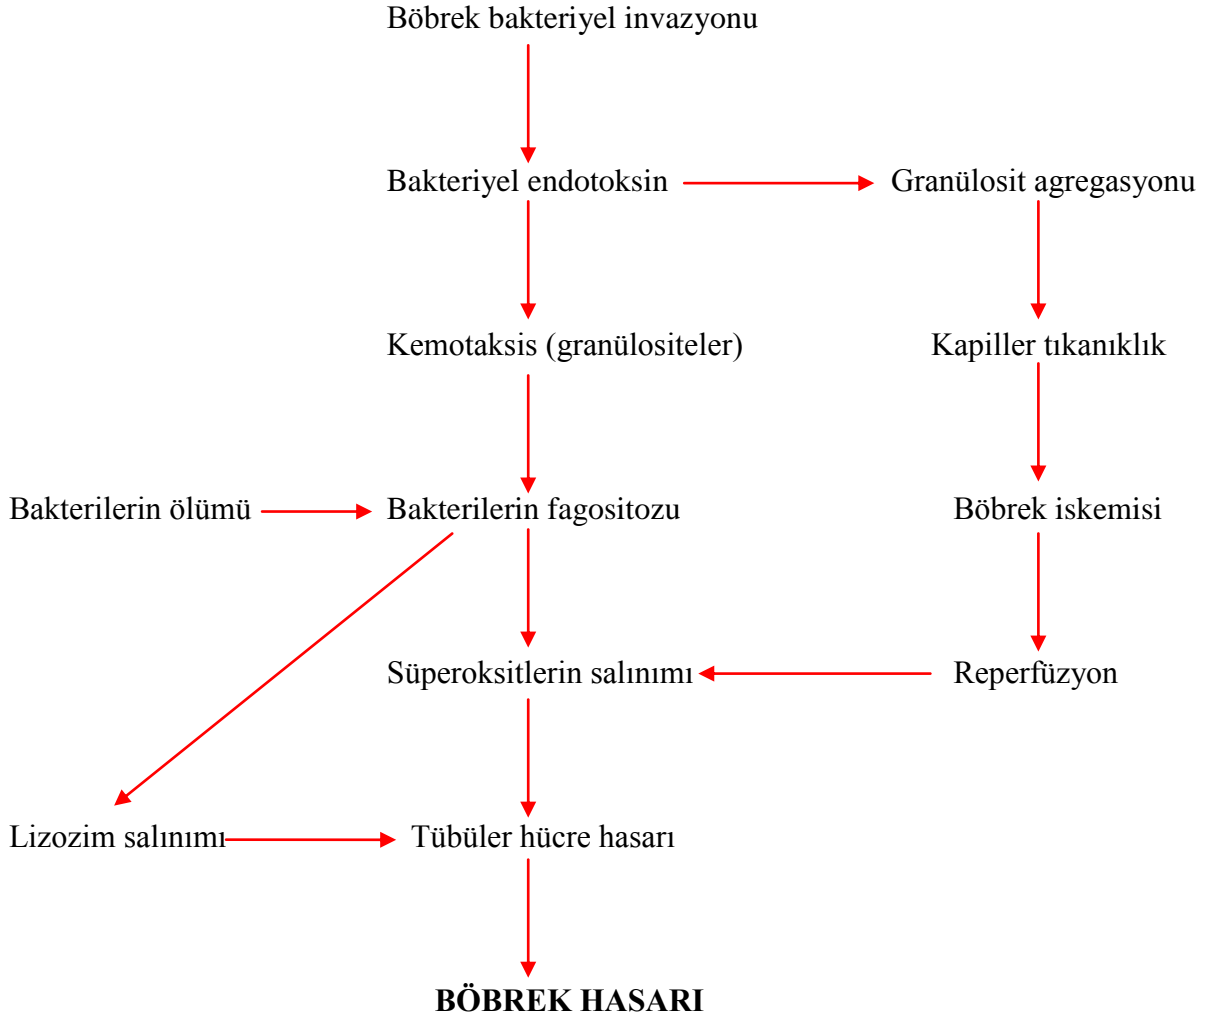 Böbrek bakteriyel invazyonu
Bakteriyel endotoksin
Granülosit agregasyonu
Kemotaksis (granülositeler)
Kapiller tıkanıklık
Bakterilerin ölümü
Bakterilerin fagositozu
Böbrek iskemisi
Süperoksitlerin salınımı
Reperfüzyon
Lizozim salınımı
Tübüler hücre hasarı
BÖBREK HASARI